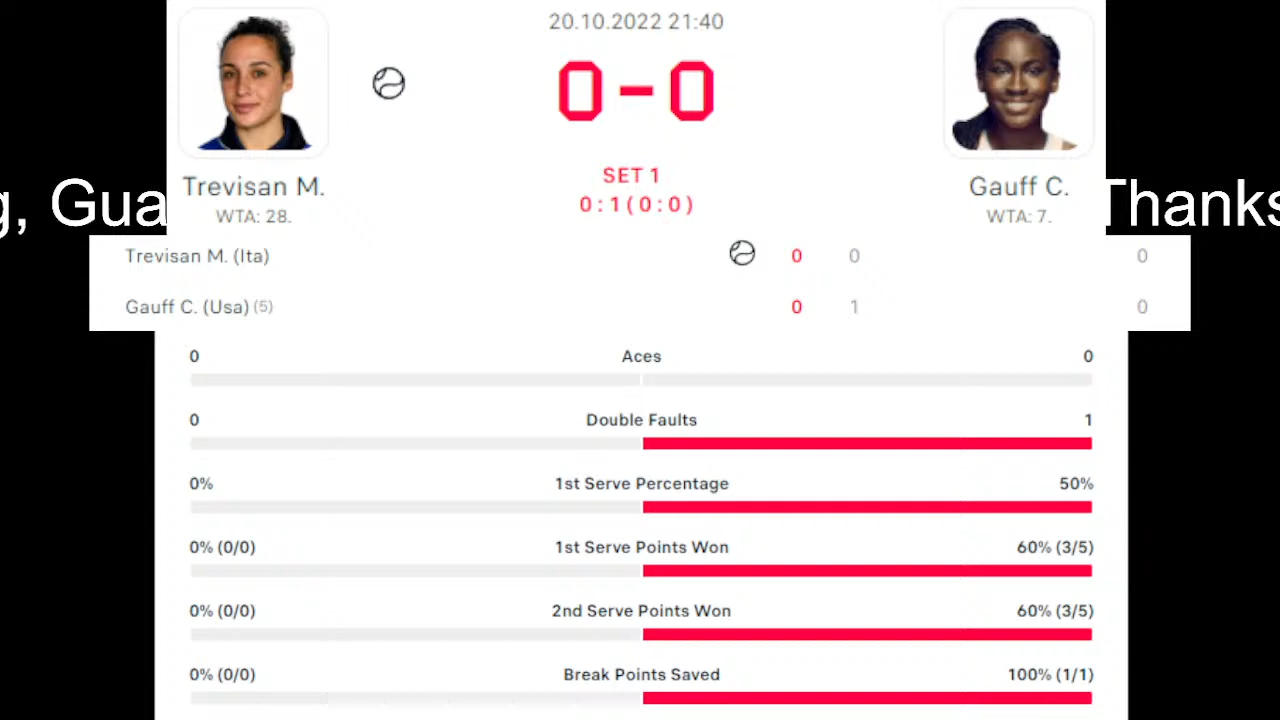 20.10.2022 21:40
0-0
SET 1
0:1(0:0)
Trevisan M.
WTA: 28.
Gauff C.
WTA: 7.
g, Gua
Thanks
Trevisan M. (Ita) 0 0 0
Gauff C. (Usa) (5) 0 1 0
0 Aces 0
0 Double Faults 1
0% 1st Serve Percentage 50%
0% (0/0) 1st Serve Points Won 60% (3/5)
0% (0/0) 2nd Serve Points Won 60% (3/5)
0% (0/0) Break Points Saved 100% (1/1)